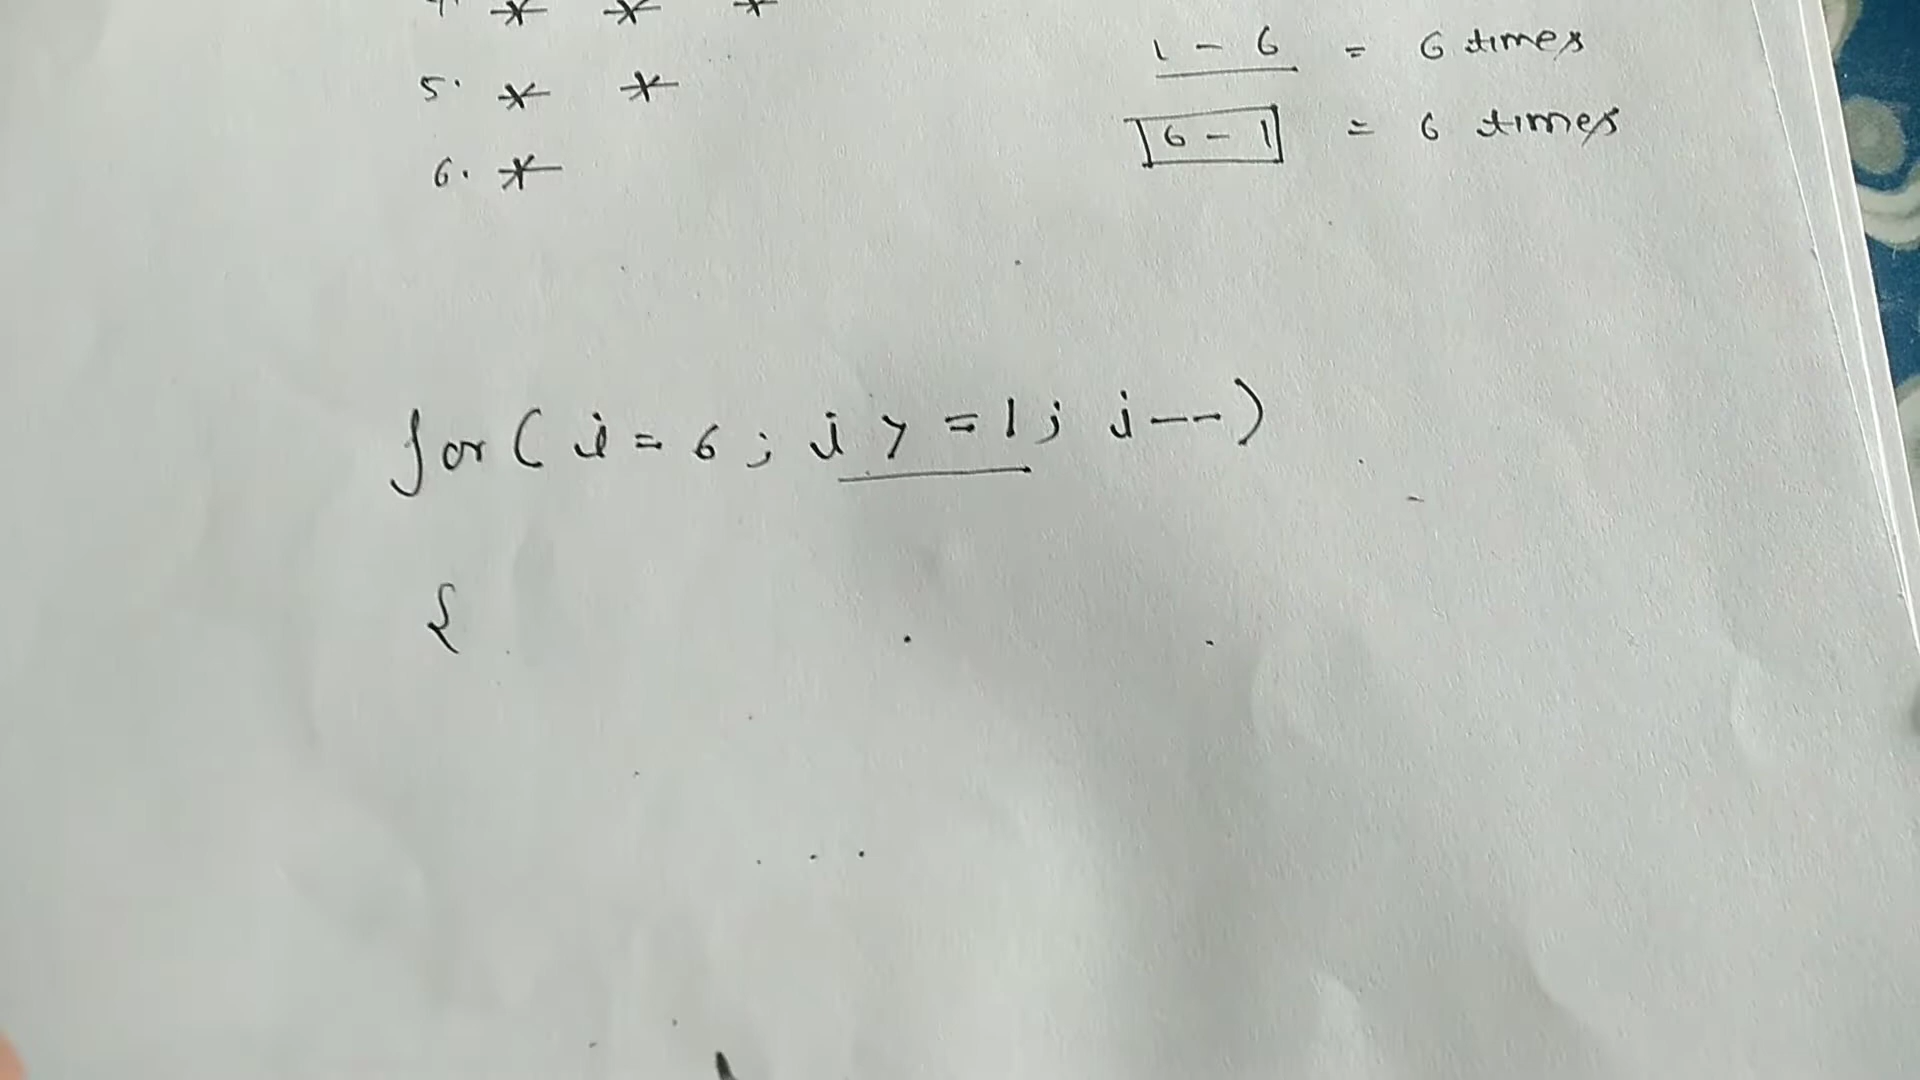 * * *
5. * *
6. *
1 - 6 = 6 times
6 - 1 = 6 times
for ( i = 6 ; i > = 1 ; i -- )
{